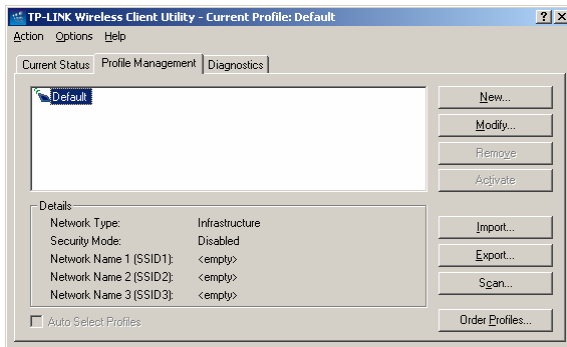 TP-LINK Wireless Client Utility - Current Profile: Default
Action Options Help
Current Status Profile Management Diagnostics
Default
New...
Modify...
Remove
Activate
Details
Network Type: Infrastructure
Security Mode: Disabled
Network Name 1 (SSID1): <empty>
Network Name 2 (SSID2): <empty>
Network Name 3 (SSID3): <empty>
Import...
Export...
Scan...
Auto Select Profiles
Order Profiles...